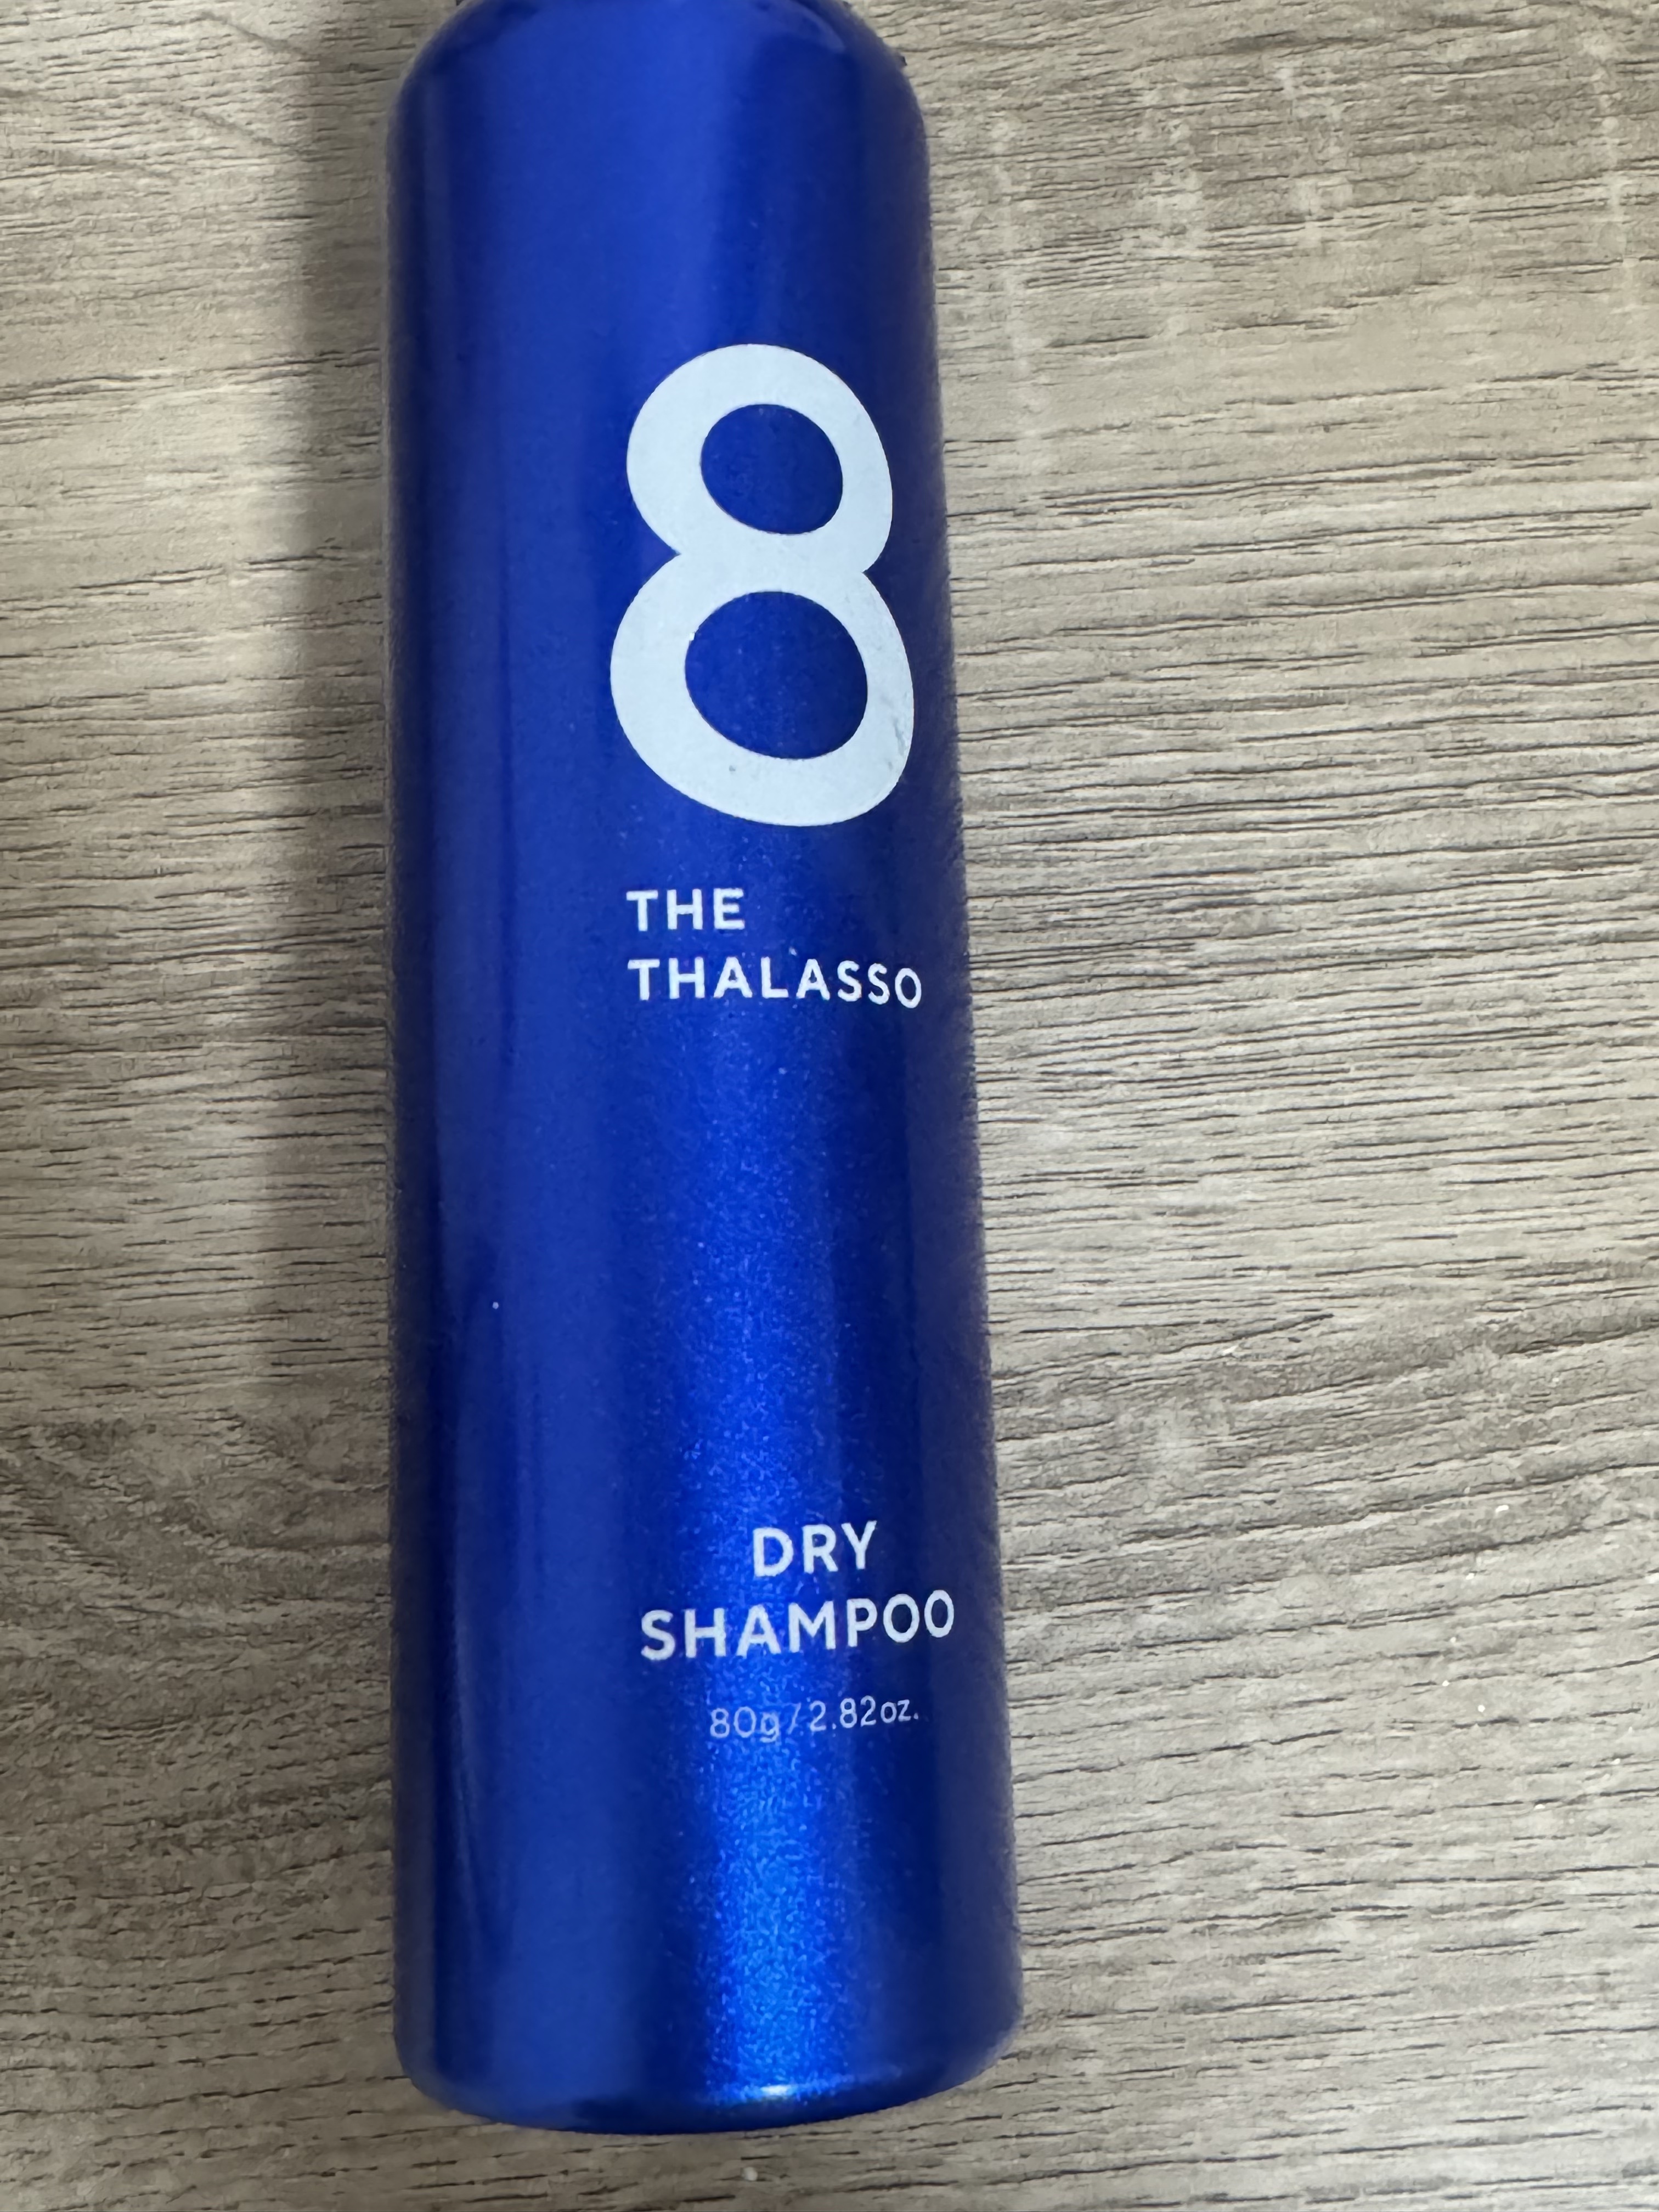 8
THE
THALASSO
DRY
SHAMPOO
80g/2.82oz.